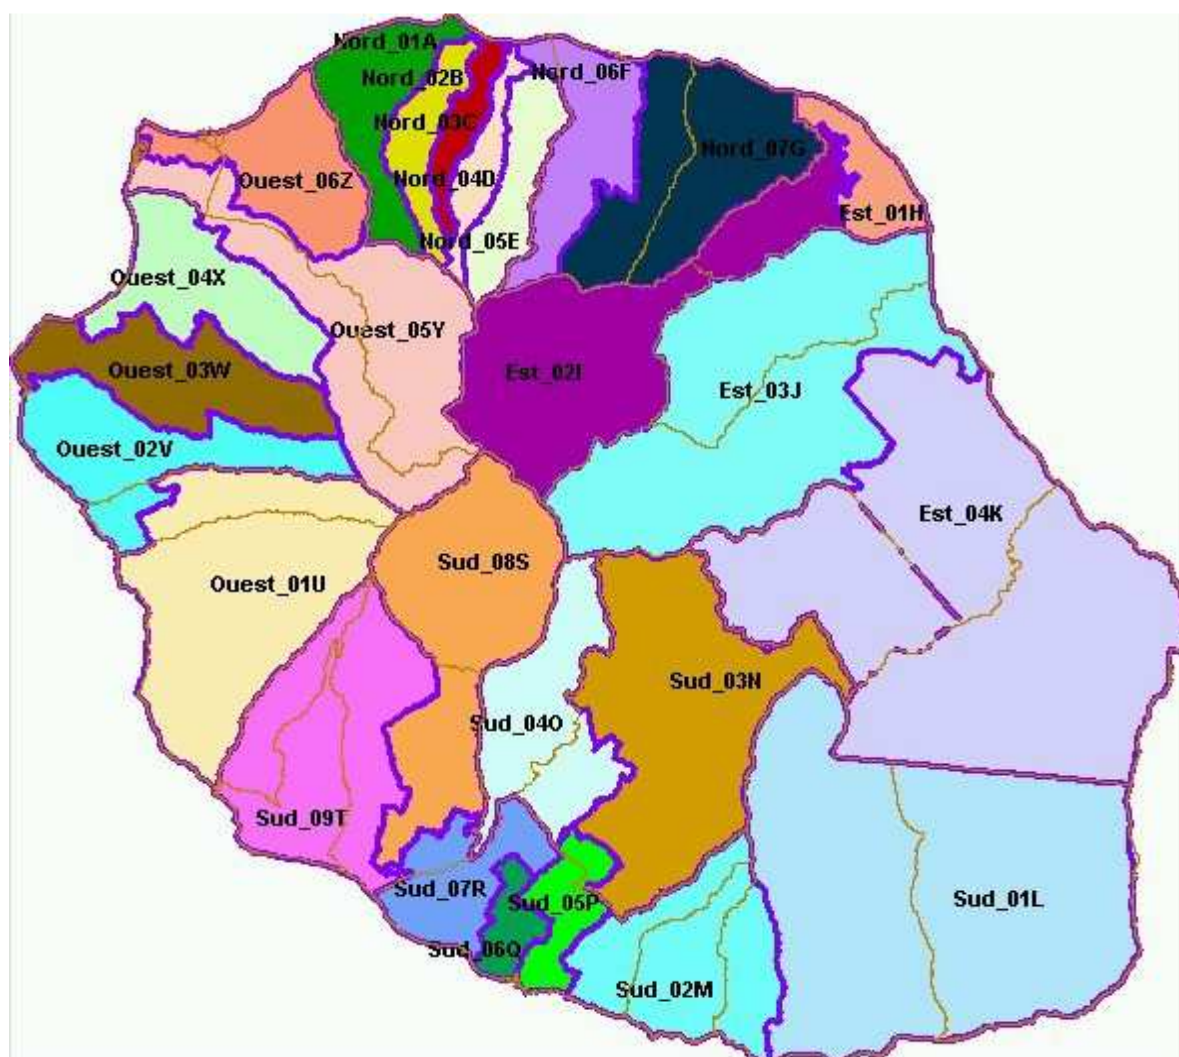 Nord_01A
Nord_02B
Nord_06F
Nord_03C
Nord_07G
Ouest_06Z
Nord_04D
Est_01H
Nord_05E
Ouest_04X
Ouest_05Y
Ouest_03W
Est_02I
Est_03J
Ouest_02V
Est_04K
Sud_08S
Ouest_01U
Sud_03N
Sud_04O
Sud_09T
Sud_07R
Sud_05P
Sud_01L
Sud_06Q
Sud_02M